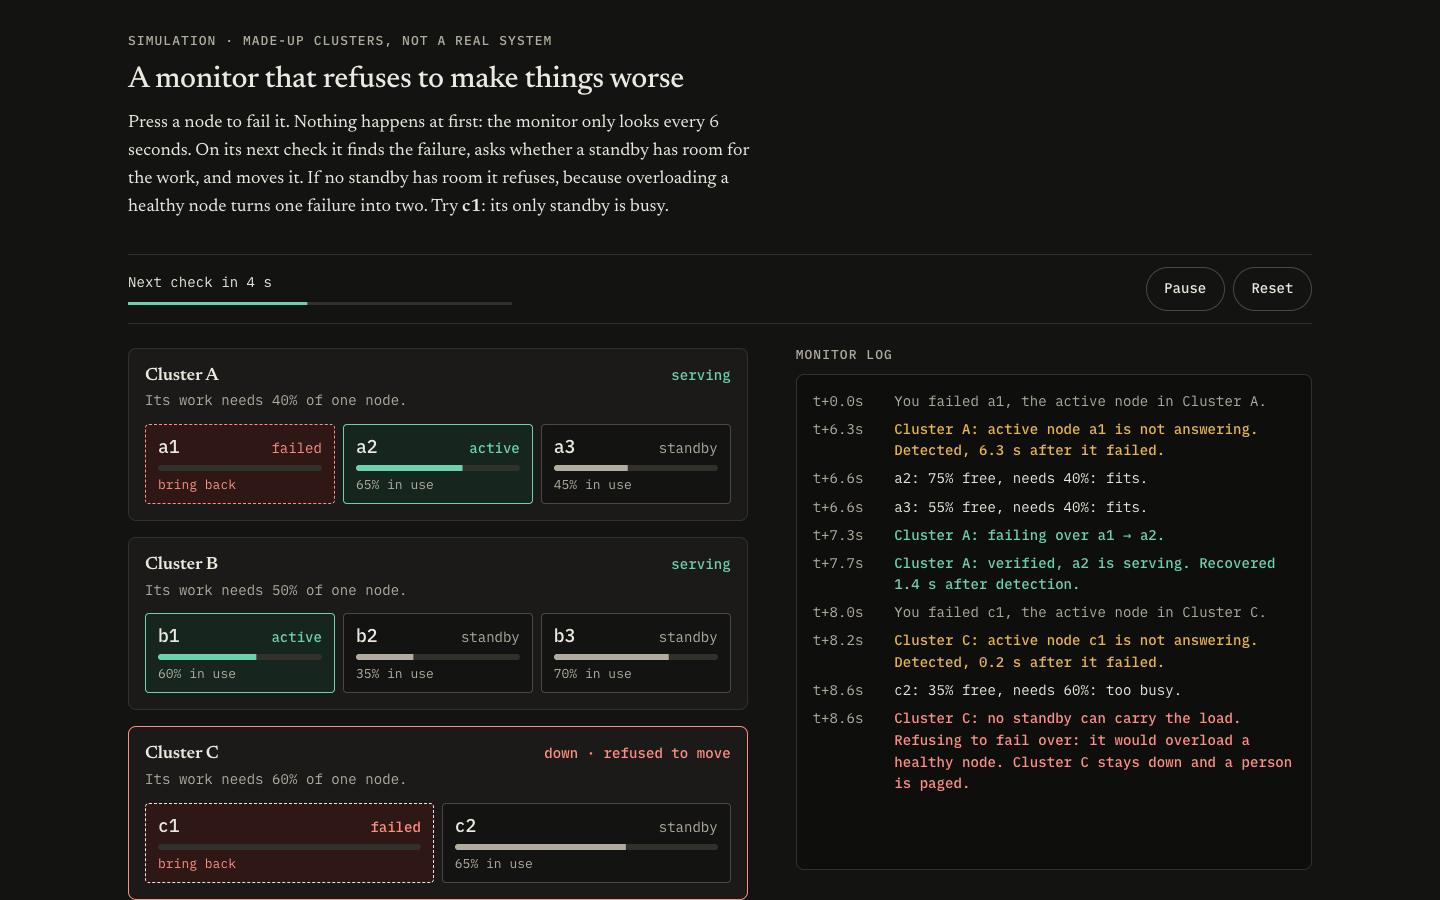 SIMULATION · MADE-UP CLUSTERS, NOT A REAL SYSTEM
A monitor that refuses to make things worse
Press a node to fail it. Nothing happens at first: the monitor only looks every 6
seconds. On its next check it finds the failure, asks whether a standby has room for
the work, and moves it. If no standby has room it refuses, because overloading a
healthy node turns one failure into two. Try c1: its only standby is busy.
Next check in 4 s
Pause
Reset
Cluster A
serving
Its work needs 40% of one node.
a1
failed
bring back
a2
active
65% in use
a3
standby
45% in use
Cluster B
serving
Its work needs 50% of one node.
b1
active
60% in use
b2
standby
35% in use
b3
standby
70% in use
Cluster C
down · refused to move
Its work needs 60% of one node.
c1
failed
bring back
c2
standby
65% in use
MONITOR LOG
t+0.0s You failed a1, the active node in Cluster A.
t+6.3s Cluster A: active node a1 is not answering.
Detected, 6.3 s after it failed.
t+6.6s a2: 75% free, needs 40%: fits.
t+6.6s a3: 55% free, needs 40%: fits.
t+7.3s Cluster A: failing over a1 → a2.
t+7.7s Cluster A: verified, a2 is serving. Recovered
1.4 s after detection.
t+8.0s You failed c1, the active node in Cluster C.
t+8.2s Cluster C: active node c1 is not answering.
Detected, 0.2 s after it failed.
t+8.6s c2: 35% free, needs 60%: too busy.
t+8.6s Cluster C: no standby can carry the load.
Refusing to fail over: it would overload a
healthy node. Cluster C stays down and a person
is paged.